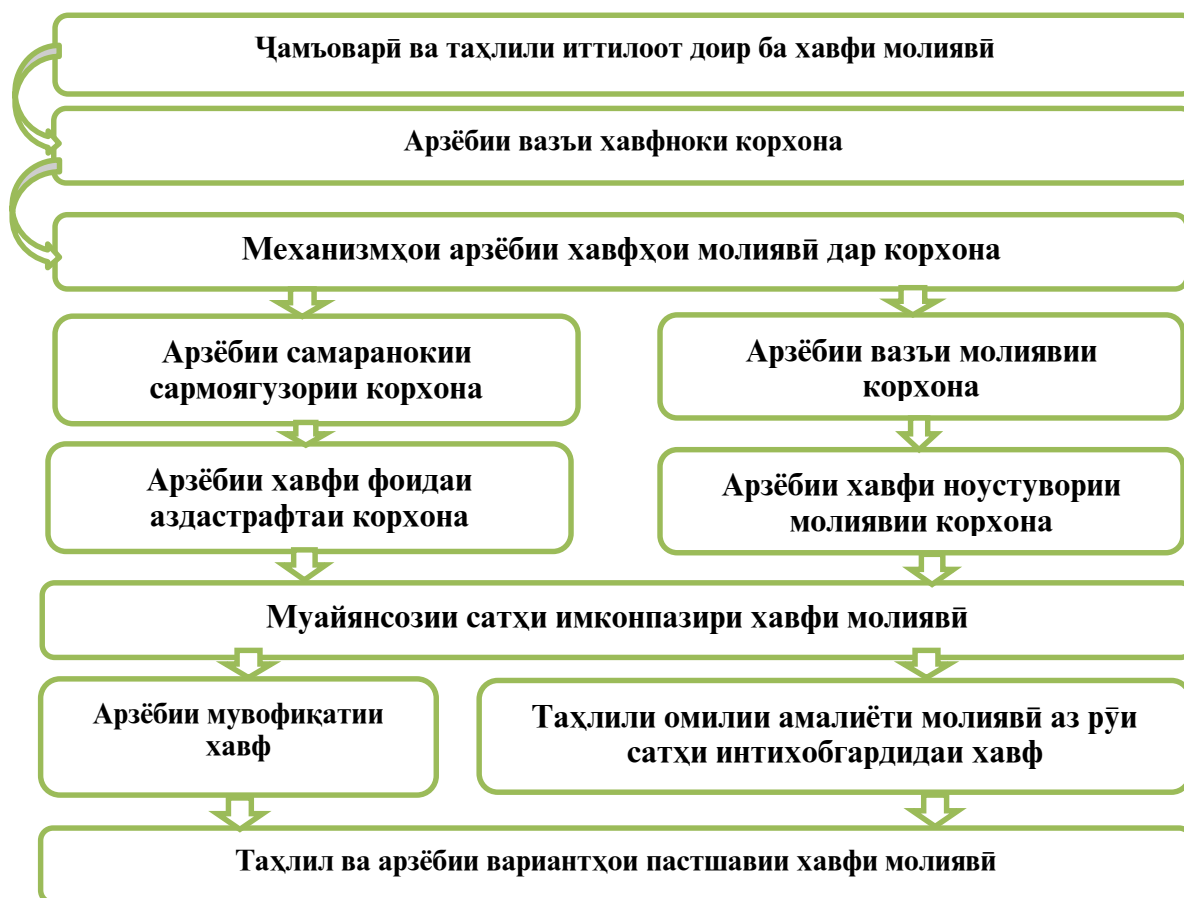 Ҷамъоварӣ ва таҳлили иттилоот доир ба хавфи молиявӣ
Арзёбии вазъи хавфноки корхона
Механизмҳои арзёбии хавфҳои молиявӣ дар корхона
Арзёбии самаранокии
сармоягузории корхона
Арзёбии вазъи молиявии
корхона
Арзёбии хавфи фоидаи
аздастрафтаи корхона
Арзёбии хавфи ноустувории
молиявии корхона
Муайянсозии сатҳи имконпазири хавфи молиявӣ
Арзёбии мувофиқатии
хавф
Таҳлили омилии амалиёти молиявӣ аз рӯи
сатҳи интихобгардидаи хавф
Таҳлил ва арзёбии вариантҳои пастшавии хавфи молиявӣ